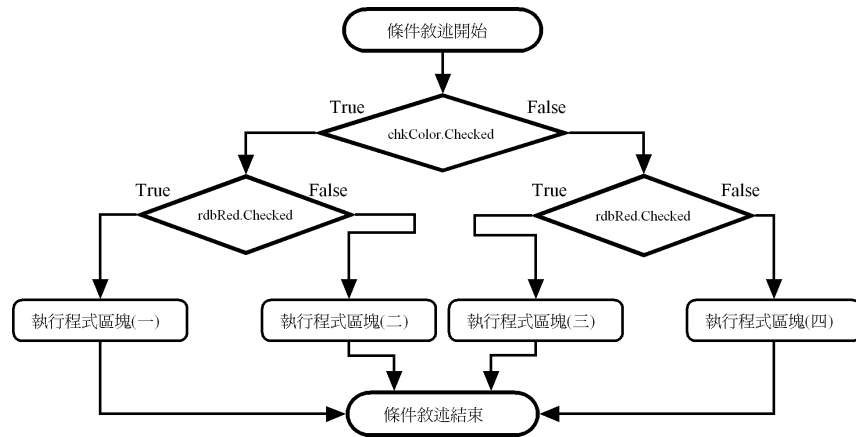 條件敘述開始
True
False
chkColor.Checked
True
False
True
False
rdbRed.Checked
rdbRed.Checked
執行程式區塊(一)
執行程式區塊(二)
執行程式區塊(三)
執行程式區塊(四)
條件敘述結束